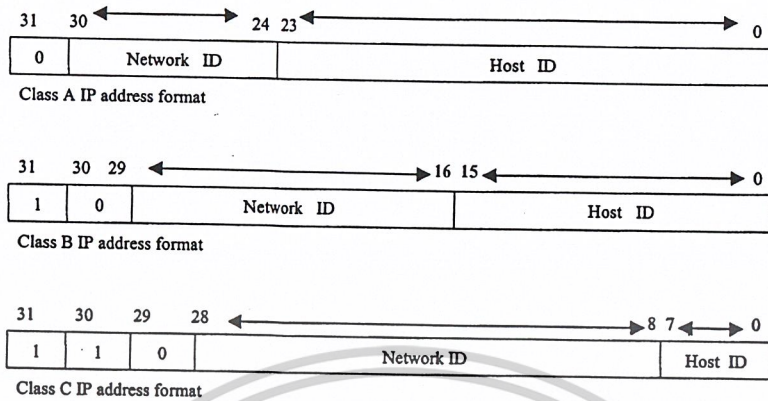 31 30 24 23 0
0 Network ID Host ID
Class A IP address format
31 30 29 16 15 0
1 0 Network ID Host ID
Class B IP address format
31 30 29 28 8 7 0
1 1 0 Network ID Host ID
Class C IP address format